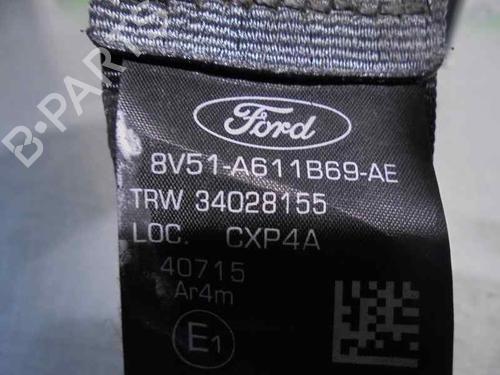 Ford
8V51-A611B69-AE
TRW 34028155
LOC. CXP4A
40715
Ar4m
E1
B-PARTS